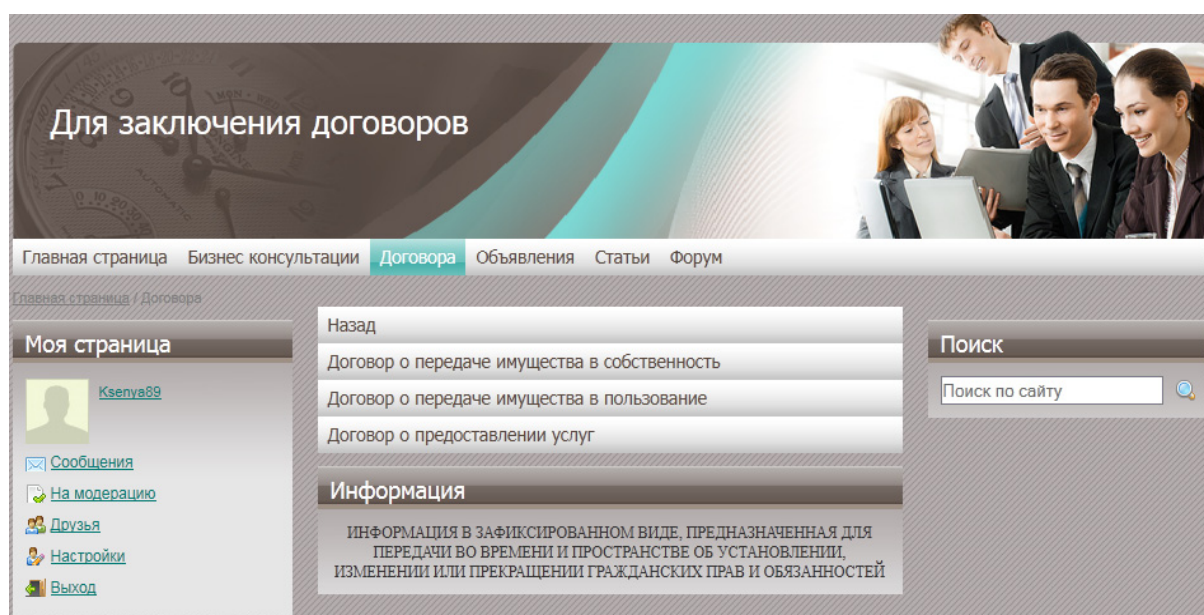 Для заключения договоров
Главная страница Бизнес консультации Договора Объявления Статьи Форум
Главная страница / Договора
Моя страница
Ksenya89
Сообщения
На модерацию
Друзья
Настройки
Выход
Назад
Договор о передаче имущества в собственность
Договор о передаче имущества в пользование
Договор о предоставлении услуг
Информация
ИНФОРМАЦИЯ В ЗАФИКСИРОВАННОМ ВИДЕ, ПРЕДНАЗНАЧЕННАЯ ДЛЯ
ПЕРЕДАЧИ ВО ВРЕМЕНИ И ПРОСТРАНСТВЕ ОБ УСТАНОВЛЕНИИ,
ИЗМЕНЕНИИ ИЛИ ПРЕКРАЩЕНИИ ГРАЖДАНСКИХ ПРАВ И ОБЯЗАННОСТЕЙ
Поиск
Поиск по сайту